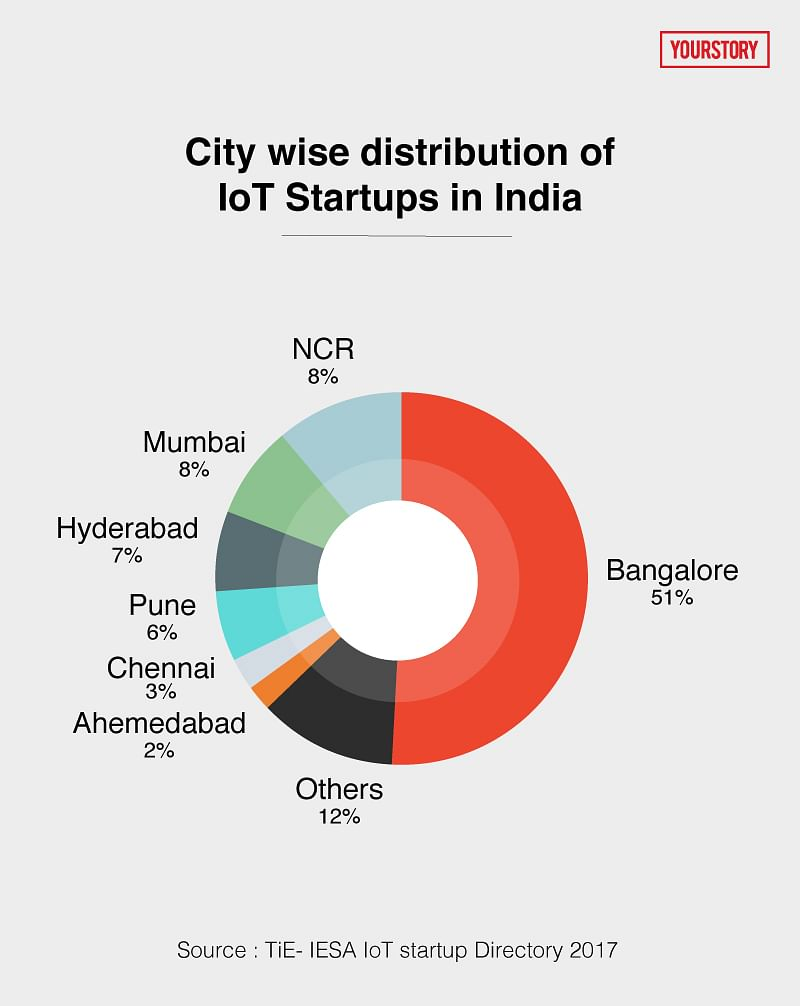 YOURSTORY
City wise distribution of
IoT Startups in India
NCR
8%
Mumbai
8%
Hyderabad
7%
Pune
6%
Chennai
3%
Ahemedabad
2%
Others
12%
Bangalore
51%
Source : TiE- IESA IoT startup Directory 2017